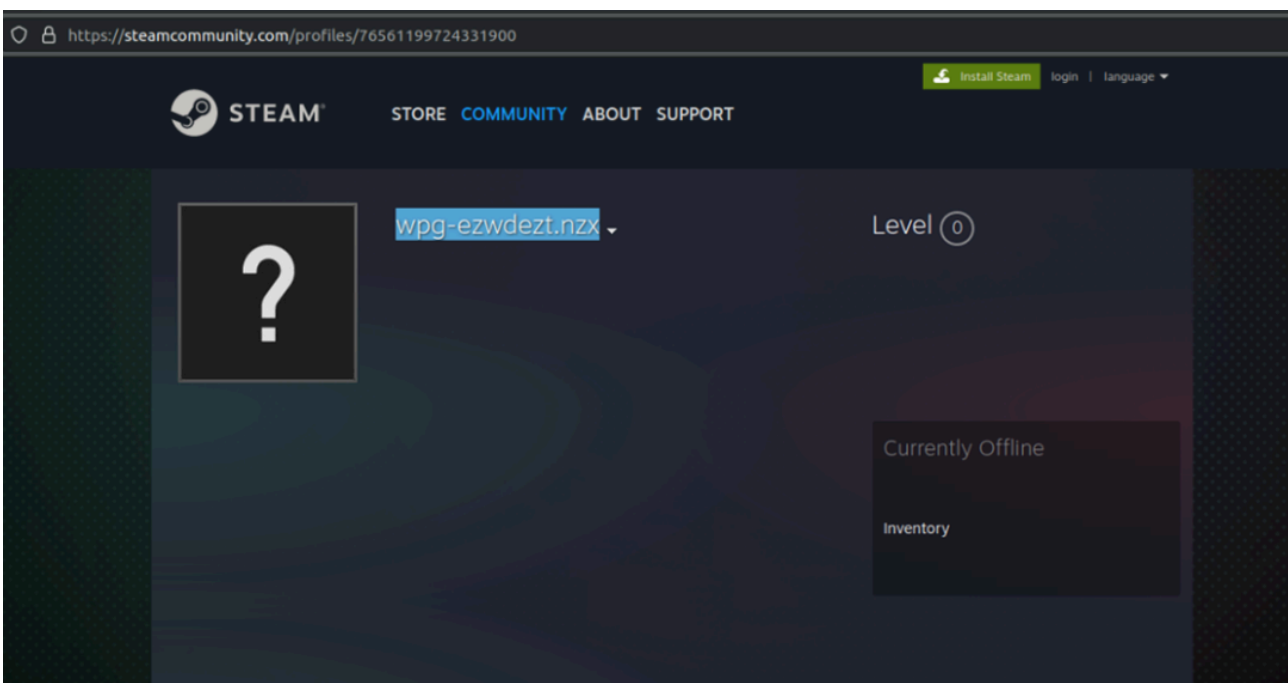 https://steamcommunity.com/profiles/76561199724331900
Install Steam login | language
STEAM® STORE COMMUNITY ABOUT SUPPORT
wpg-ezwdezt.nzx
Level 0
?
Currently Offline
Inventory